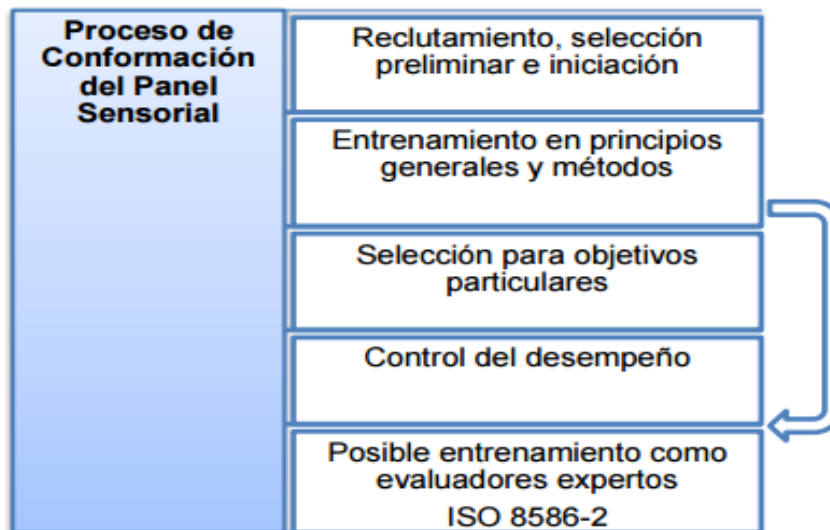 Proceso de
Conformación
del Panel
Sensorial
Reclutamiento, selección
preliminar e iniciación
Entrenamiento en principios
generales y métodos
Selección para objetivos
particulares
Control del desempeño
Posible entrenamiento como
evaluadores expertos
ISO 8586-2